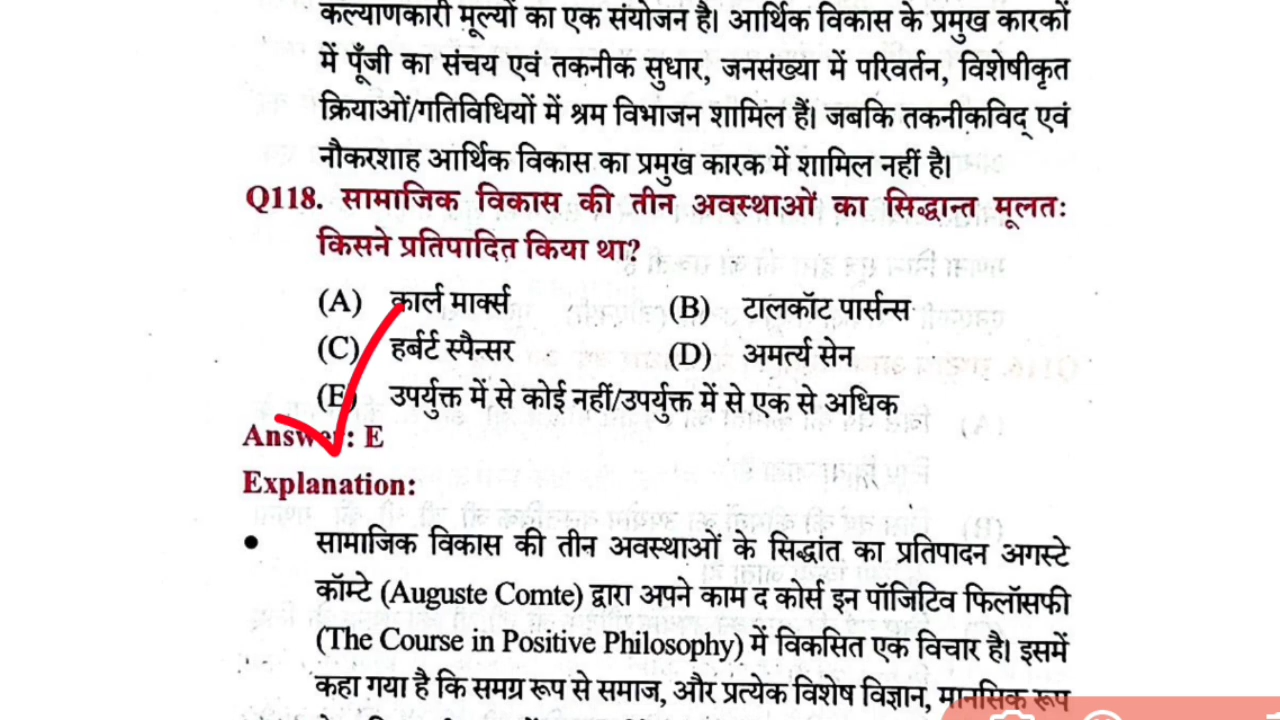 कल्याणकारी मूल्यों का एक संयोजन है। आर्थिक विकास के प्रमुख कारकों
में पूँजी का संचय एवं तकनीक सुधार, जनसंख्या में परिवर्तन, विशेषीकृत
क्रियाओं/गतिविधियों में श्रम विभाजन शामिल हैं। जबकि तकनीकविद् एवं
नौकरशाह आर्थिक विकास का प्रमुख कारक में शामिल नहीं है।
Q118. सामाजिक विकास की तीन अवस्थाओं का सिद्धान्त मूलतः
किसने प्रतिपादित किया था?
(A) कार्ल मार्क्स (B) टालकॉट पार्सन्स
(C) हर्बर्ट स्पैन्सर (D) अमर्त्य सेन
(E) उपर्युक्त में से कोई नहीं/उपर्युक्त में से एक से अधिक
Answer: E
Explanation:
• सामाजिक विकास की तीन अवस्थाओं के सिद्धांत का प्रतिपादन अगस्टे
कॉम्टे (Auguste Comte) द्वारा अपने काम द कोर्स इन पॉजिटिव फिलॉसफी
(The Course in Positive Philosophy) में विकसित एक विचार है। इसमें
कहा गया है कि समग्र रूप से समाज, और प्रत्येक विशेष विज्ञान, मानसिक रूप